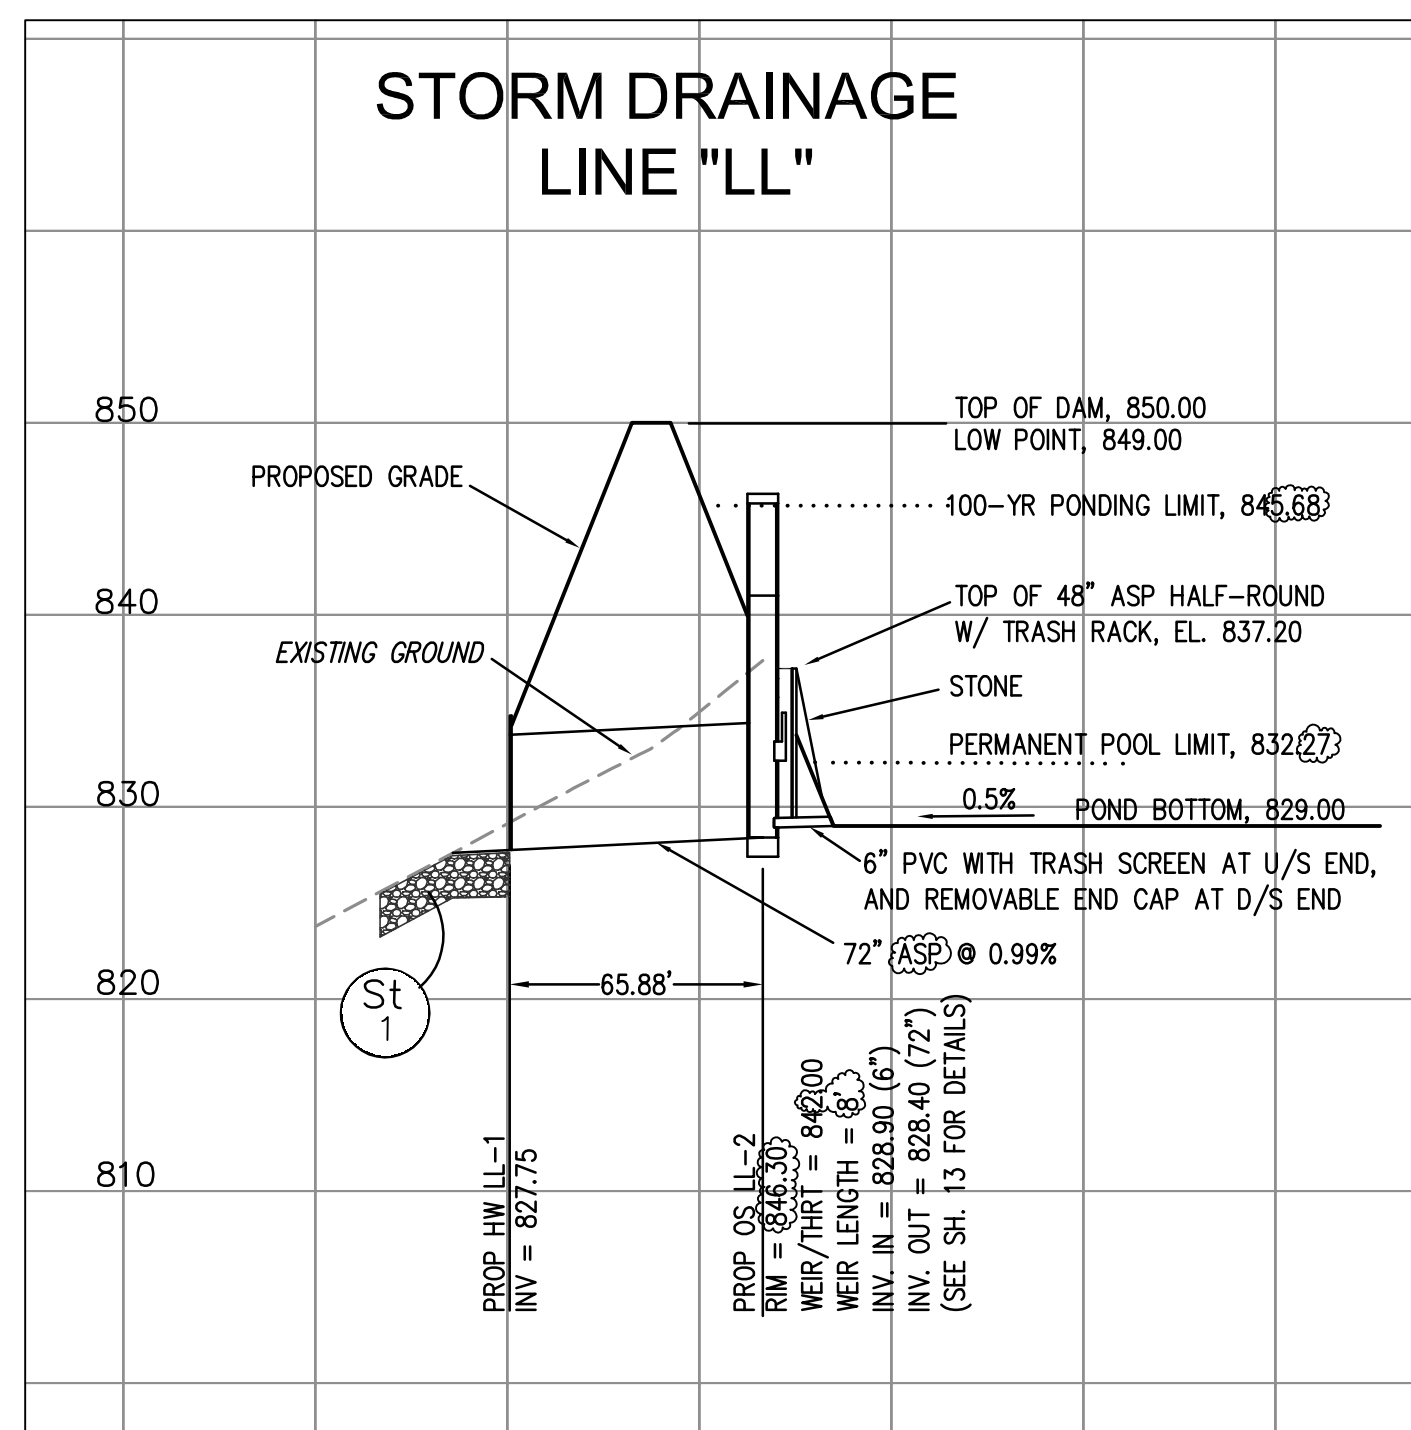 STORM DRAINAGE
LINE "LL"
850
TOP OF DAM, 850.00
LOW POINT, 849.00
PROPOSED GRADE
100-YR PONDING LIMIT, 845.68
840
TOP OF 48" ASP HALF-ROUND
W/ TRASH RACK, EL. 837.20
EXISTING GROUND
STONE
PERMANENT POOL LIMIT, 832.27
830
0.5%
POND BOTTOM, 829.00
6" PVC WITH TRASH SCREEN AT U/S END,
AND REMOVABLE END CAP AT D/S END
72" ASP @ 0.99%
820
65.88'
St
1
810
PROP HW LL-1
INV = 827.75
PROP OS LL-2
RIM = 846.30
WEIR/THRT = 842.00
WEIR LENGTH = 8'
INV. IN = 828.90 (6")
INV. OUT = 828.40 (72")
(SEE SH. 13 FOR DETAILS)